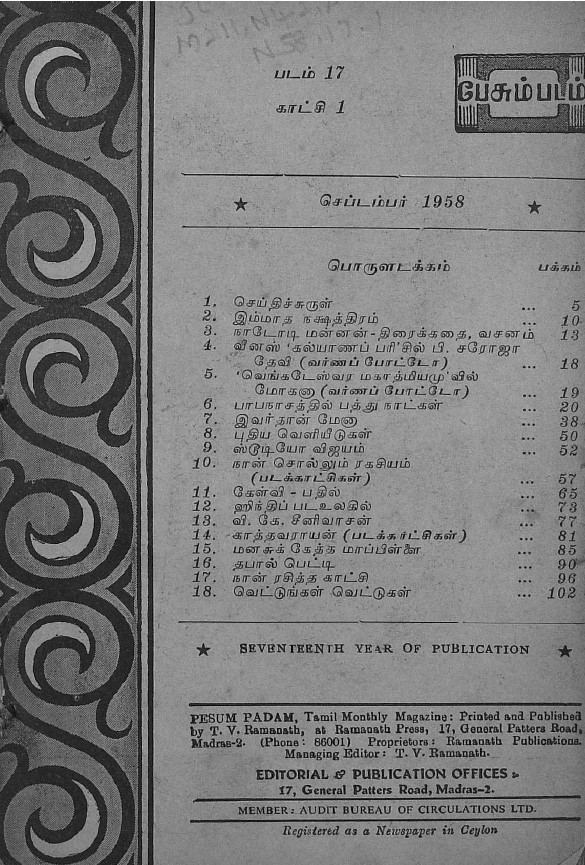 படம் 17
காட்சி 1
பேசும்படம்
செப்டம்பர் 1958
பொருளடக்கம் பக்கம்
1. செய்திச்சுருள் ... 5
2. இம்மாத நக்ஷத்திரம் ... 10
3. நாடோடி மன்னன்-திரைக்கதை, வசனம் 13
4. வீனஸ் 'கல்யாணப் பரி'சில் பி. சரோஜா
தேவி (வர்ணப் போட்டோ) ... 18
5. 'வெங்கடேஸ்வர மகாத்மியமு'வில்
மோகனா (வர்ணப் போட்டோ) ... 19
6. பாபநாசத்தில் பத்து நாட்கள் ... 20
7. இவர்தான் மேனா ... 38
8. புதிய வெளியீடுகள் ... 50
9. ஸ்டூடியோ விஜயம் ... 52
10. நான் சொல்லும் ரகசியம்
(படக்காட்சிகள்) ... 57
11. கேள்வி - பதில் ... 65
12. ஹிந்திப் பட உலகில் ... 73
13. வி. கே. சீனிவாசன் ... 77
14. காத்தவராயன் (படக்காட்சிகள்) ... 81
15. மனசுக் கேத்த மாப்பிள்ளை ... 85
16. தபால் பெட்டி ... 90
17. நான் ரசித்த காட்சி ... 96
18. வெட்டுங்கள் வெட்டுகள் ... 102
SEVENTEENTH YEAR OF PUBLICATION
PESUM PADAM, Tamil Monthly Magazine: Printed and Published
by T. V. Ramanath, at Ramanath Press, 17, General Patters Road,
Madras-2. (Phone: 86001) Proprietors: Ramanath Publications.
Managing Editor: T. V. Ramanath.
EDITORIAL & PUBLICATION OFFICES
17, General Patters Road, Madras-2.
MEMBER: AUDIT BUREAU OF CIRCULATIONS LTD.
Registered as a Newspaper in Ceylon